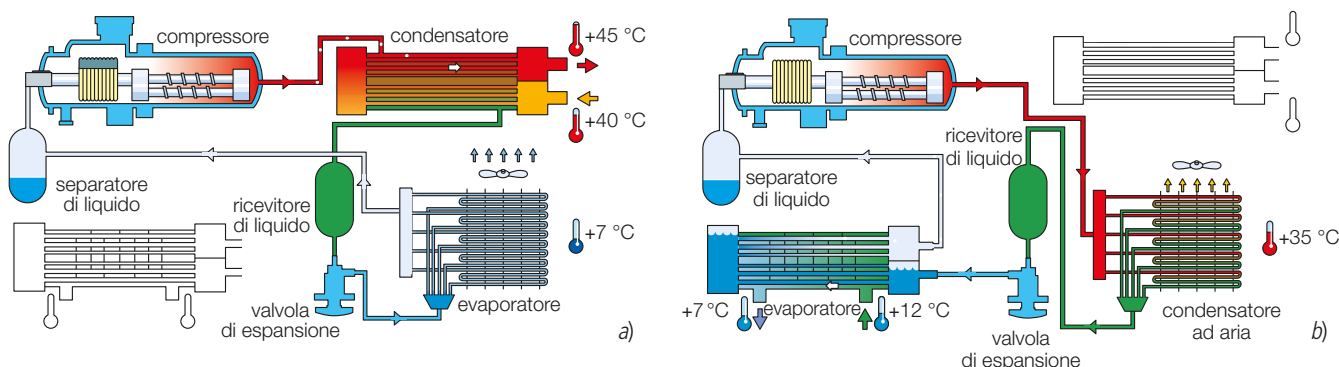 compressore
condensatore
+45 °C
+40 °C
separatore
di liquido
ricevitore
di liquido
+7 °C
valvola
di espansione
evaporatore
a)
compressore
ricevitore
di liquido
separatore
di liquido
+35 °C
+7 °C
evaporatore
+12 °C
valvola
di espansione
condensatore
ad aria
b)